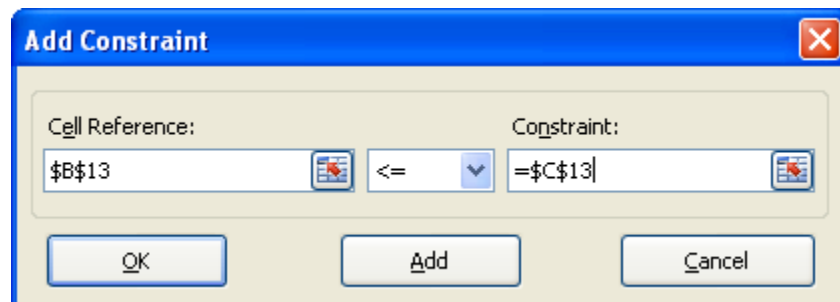 Add Constraint
Cell Reference: Constraint:
$B$13 <= =$C$13
OK Add Cancel